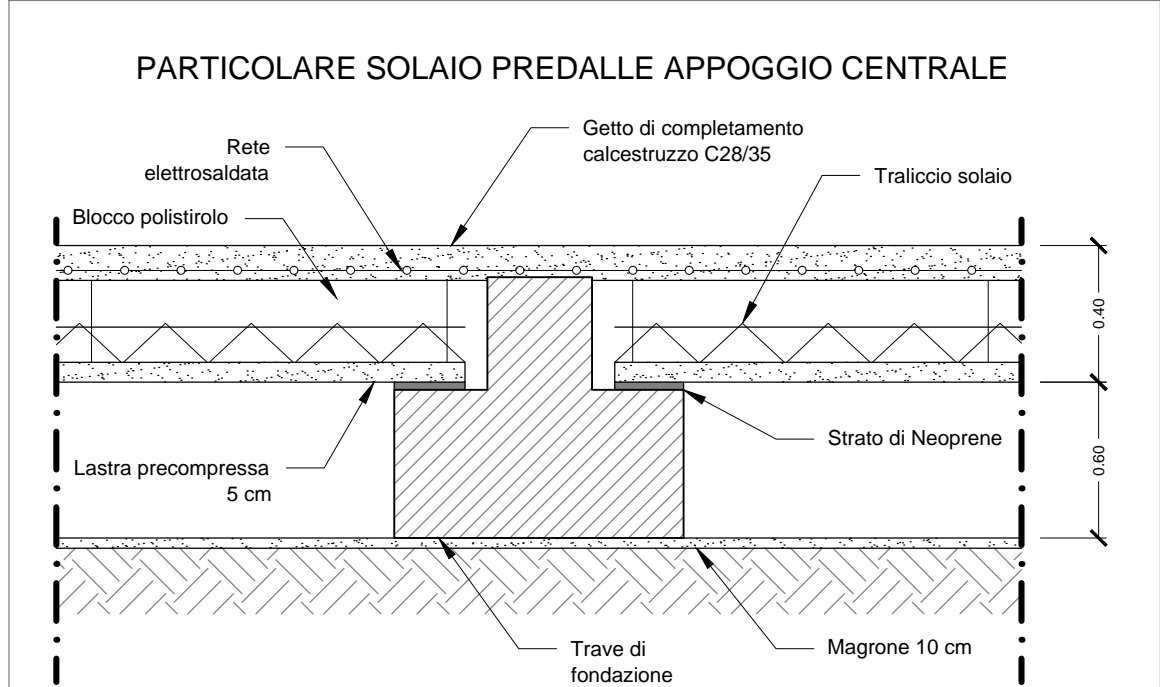 PARTICOLARE SOLAIO PREDALLE APPOGGIO CENTRALE
Rete
elettrosaldata
Getto di completamento
calcestruzzo C28/35
Traliccio solaio
Blocco polistirolo
0.40
Strato di Neoprene
Lastra precompressa
5 cm
0.60
Trave di
fondazione
Magrone 10 cm